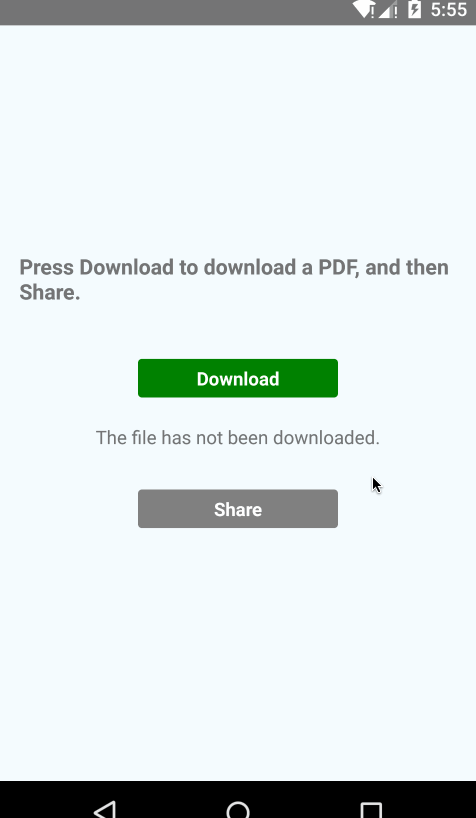 5:55
Press Download to download a PDF, and then
Share.
Download
The file has not been downloaded.
Share